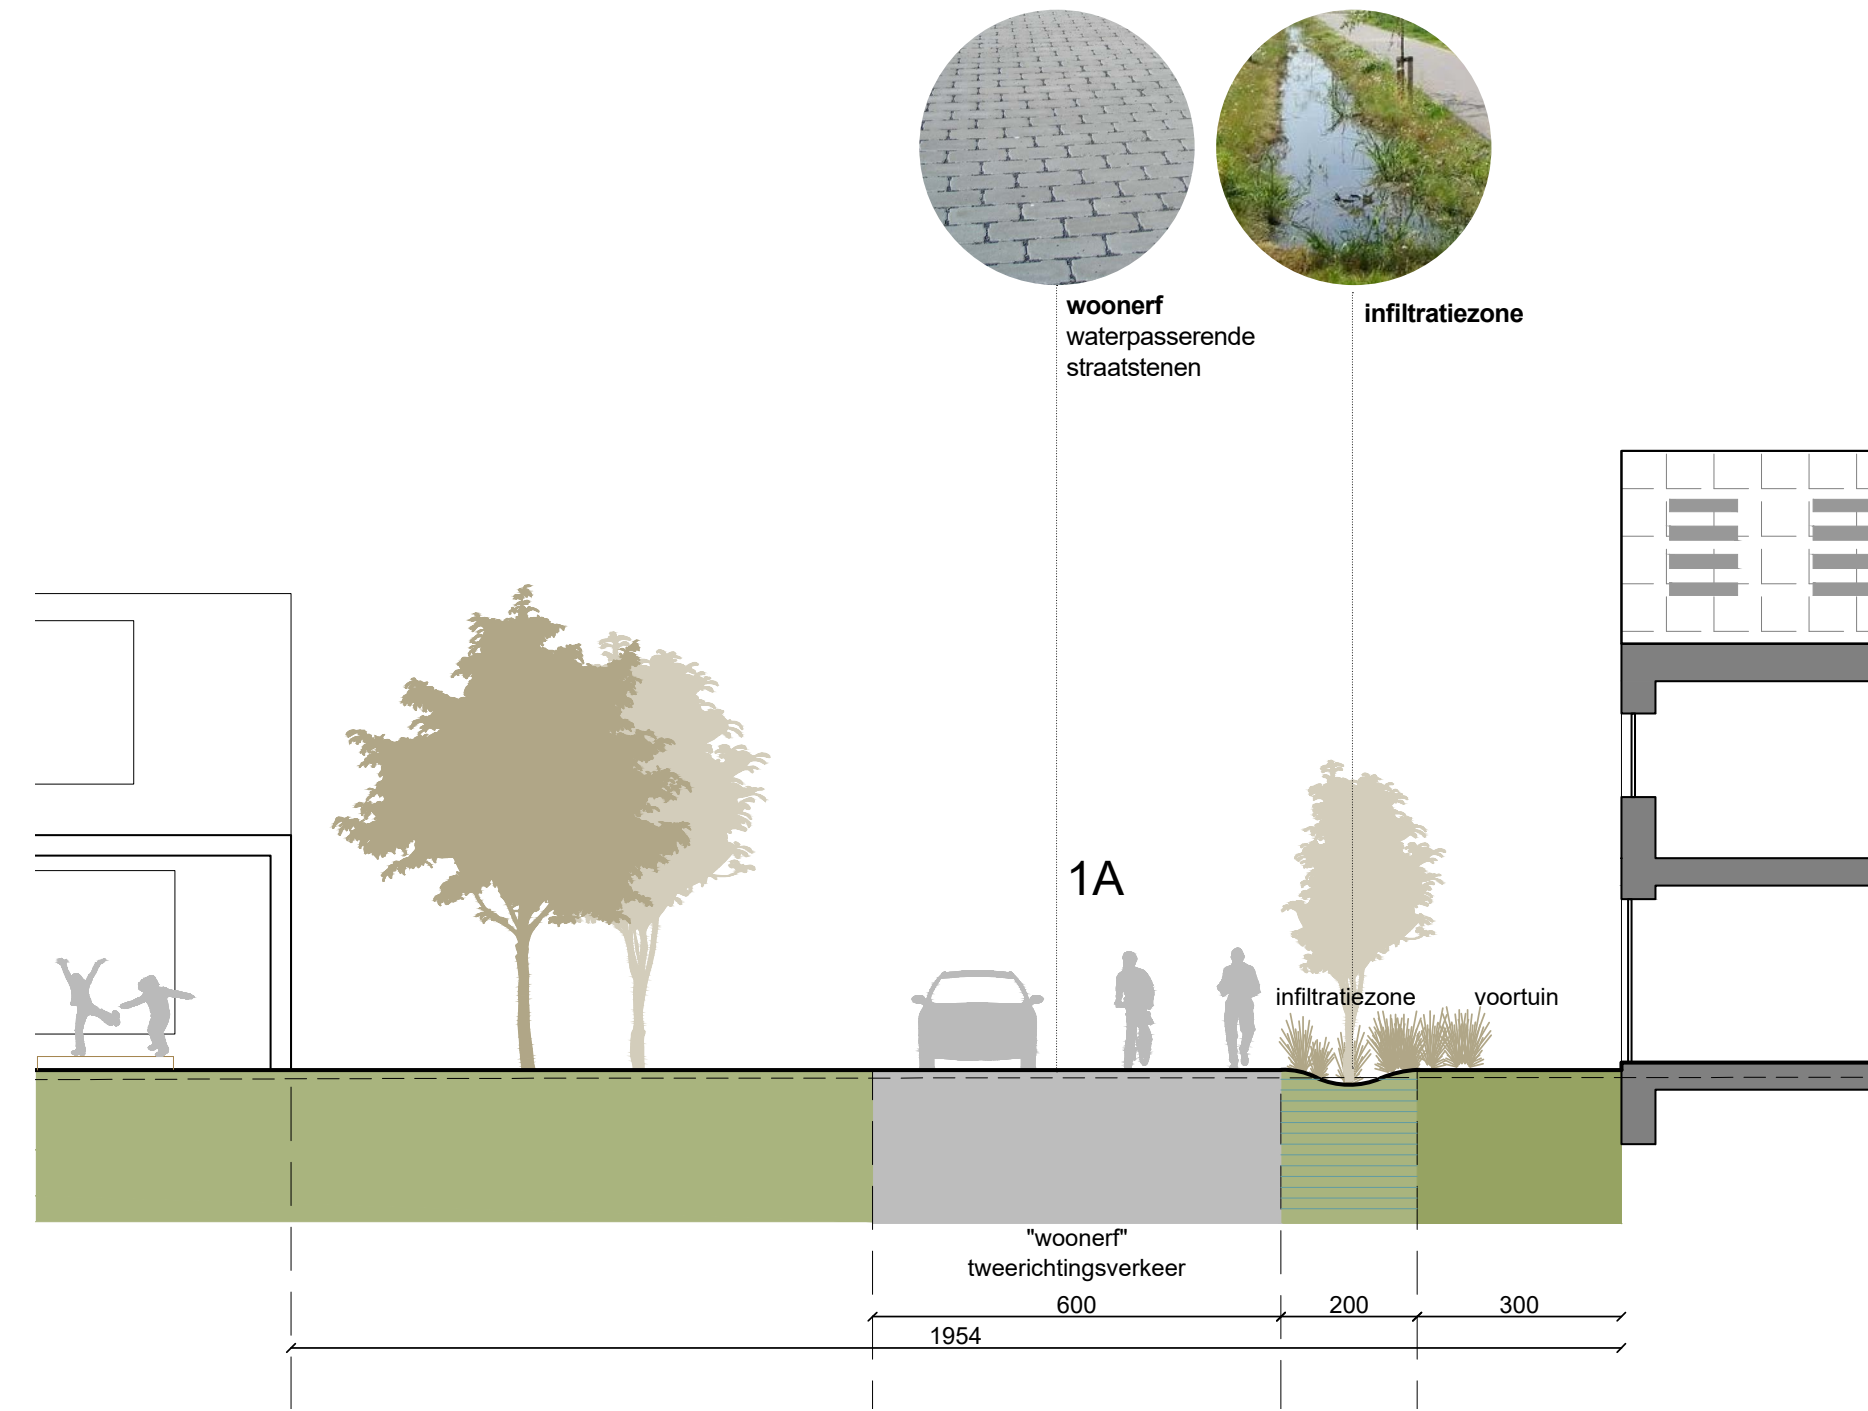 woonerf
waterpasserende
straatstenen
infiltratiezone
1A
infiltratiezone
voortuin
"woonerf"
tweerichtingsverkeer
600
200
300
1954